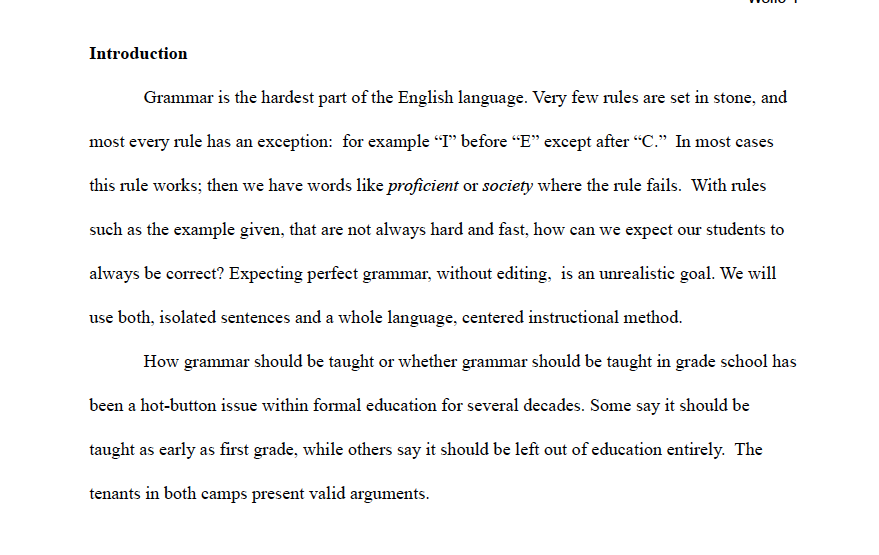 Introduction
Grammar is the hardest part of the English language. Very few rules are set in stone, and
most every rule has an exception:  for example “I” before “E” except after “C.”  In most cases
this rule works; then we have words like proficient or society where the rule fails.  With rules
such as the example given, that are not always hard and fast, how can we expect our students to
always be correct? Expecting perfect grammar, without editing,  is an unrealistic goal. We will
use both, isolated sentences and a whole language, centered instructional method.
How grammar should be taught or whether grammar should be taught in grade school has
been a hot-button issue within formal education for several decades. Some say it should be
taught as early as first grade, while others say it should be left out of education entirely.  The
tenants in both camps present valid arguments.